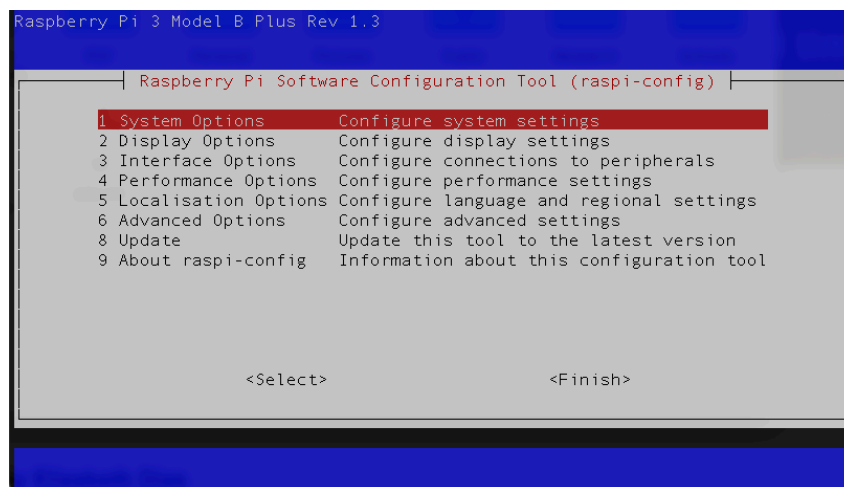 Raspberry Pi 3 Model B Plus Rev 1.3
Raspberry Pi Software Configuration Tool (raspi-config)
1 System Options Configure system settings
2 Display Options Configure display settings
3 Interface Options Configure connections to peripherals
4 Performance Options Configure performance settings
5 Localisation Options Configure language and regional settings
6 Advanced Options Configure advanced settings
8 Update Update this tool to the latest version
9 About raspi-config Information about this configuration tool
<Select> <Finish>